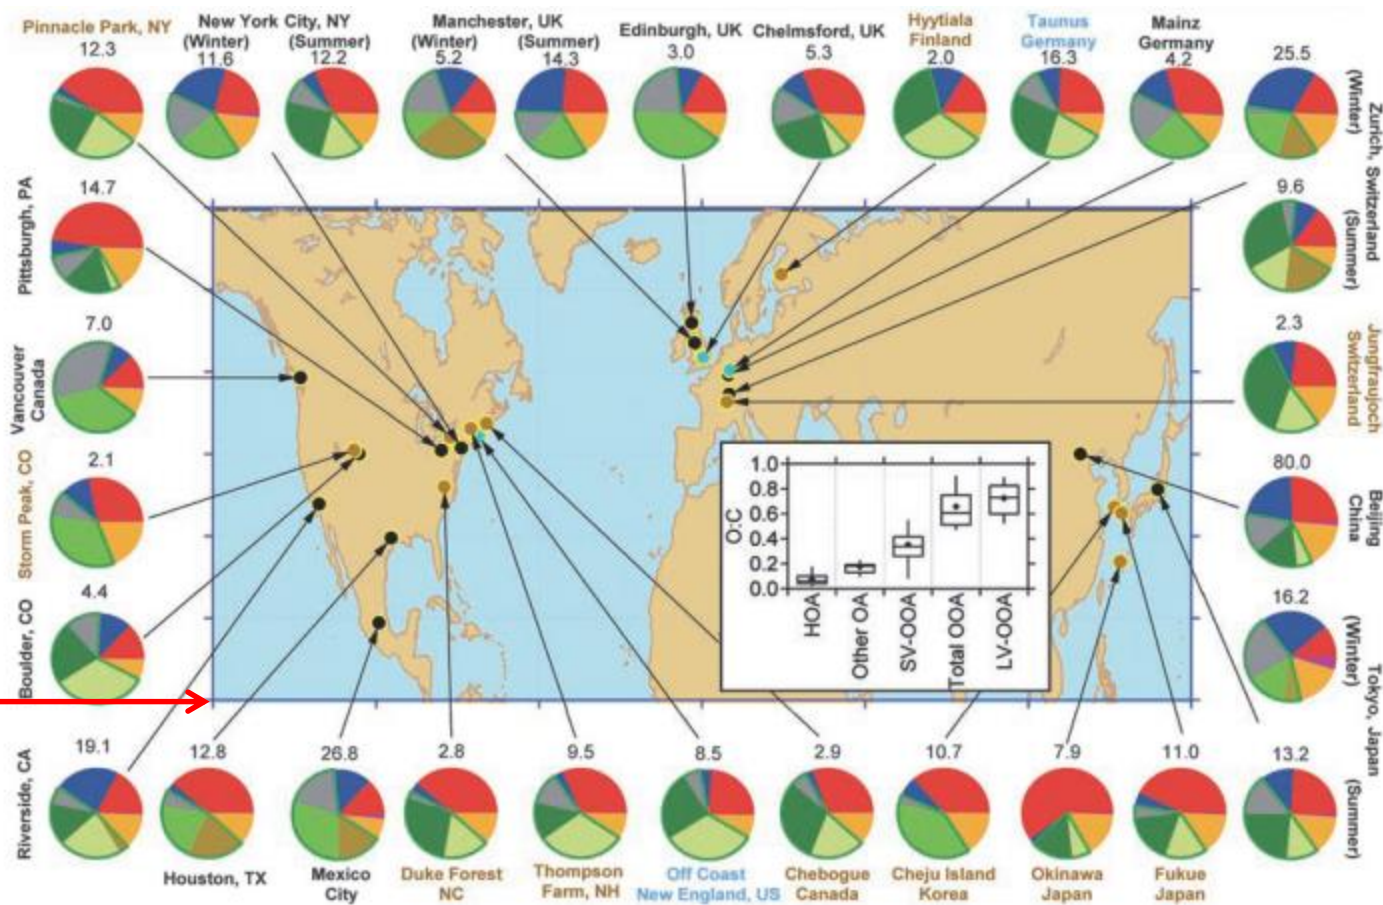 Pinnacle Park, NY
12.3
New York City, NY
(Winter) (Summer)
11.6 12.2
Manchester, UK
(Winter) (Summer)
5.2 14.3
Edinburgh, UK
3.0
Chelmsford, UK
5.3
Hyytiala
Finland
2.0
Taunus
Germany
16.3
Mainz
Germany
4.2
25.5
(Winter)
Zurich, Switzerland
9.6
(Summer)
Pittsburgh, PA
14.7
Vancouver
Canada
7.0
Storm Peak, CO
2.1
Boulder, CO
4.4
2.3
Jungfraujoch
Switzerland
80.0
Beijing
China
16.2
(Winter)
Tokyo, Japan
O:C
1.0
0.8
0.6
0.4
0.2
0.0
HOA
Other OA
SV-OOA
Total OOA
LV-OOA
Riverside, CA
19.1
12.8
Houston, TX
26.8
Mexico
City
2.8
Duke Forest
NC
9.5
Thompson
Farm, NH
8.5
Off Coast
New England, US
2.9
Chebogue
Canada
10.7
Cheju Island
Korea
7.9
Okinawa
Japan
11.0
Fukue
Japan
13.2
(Summer)